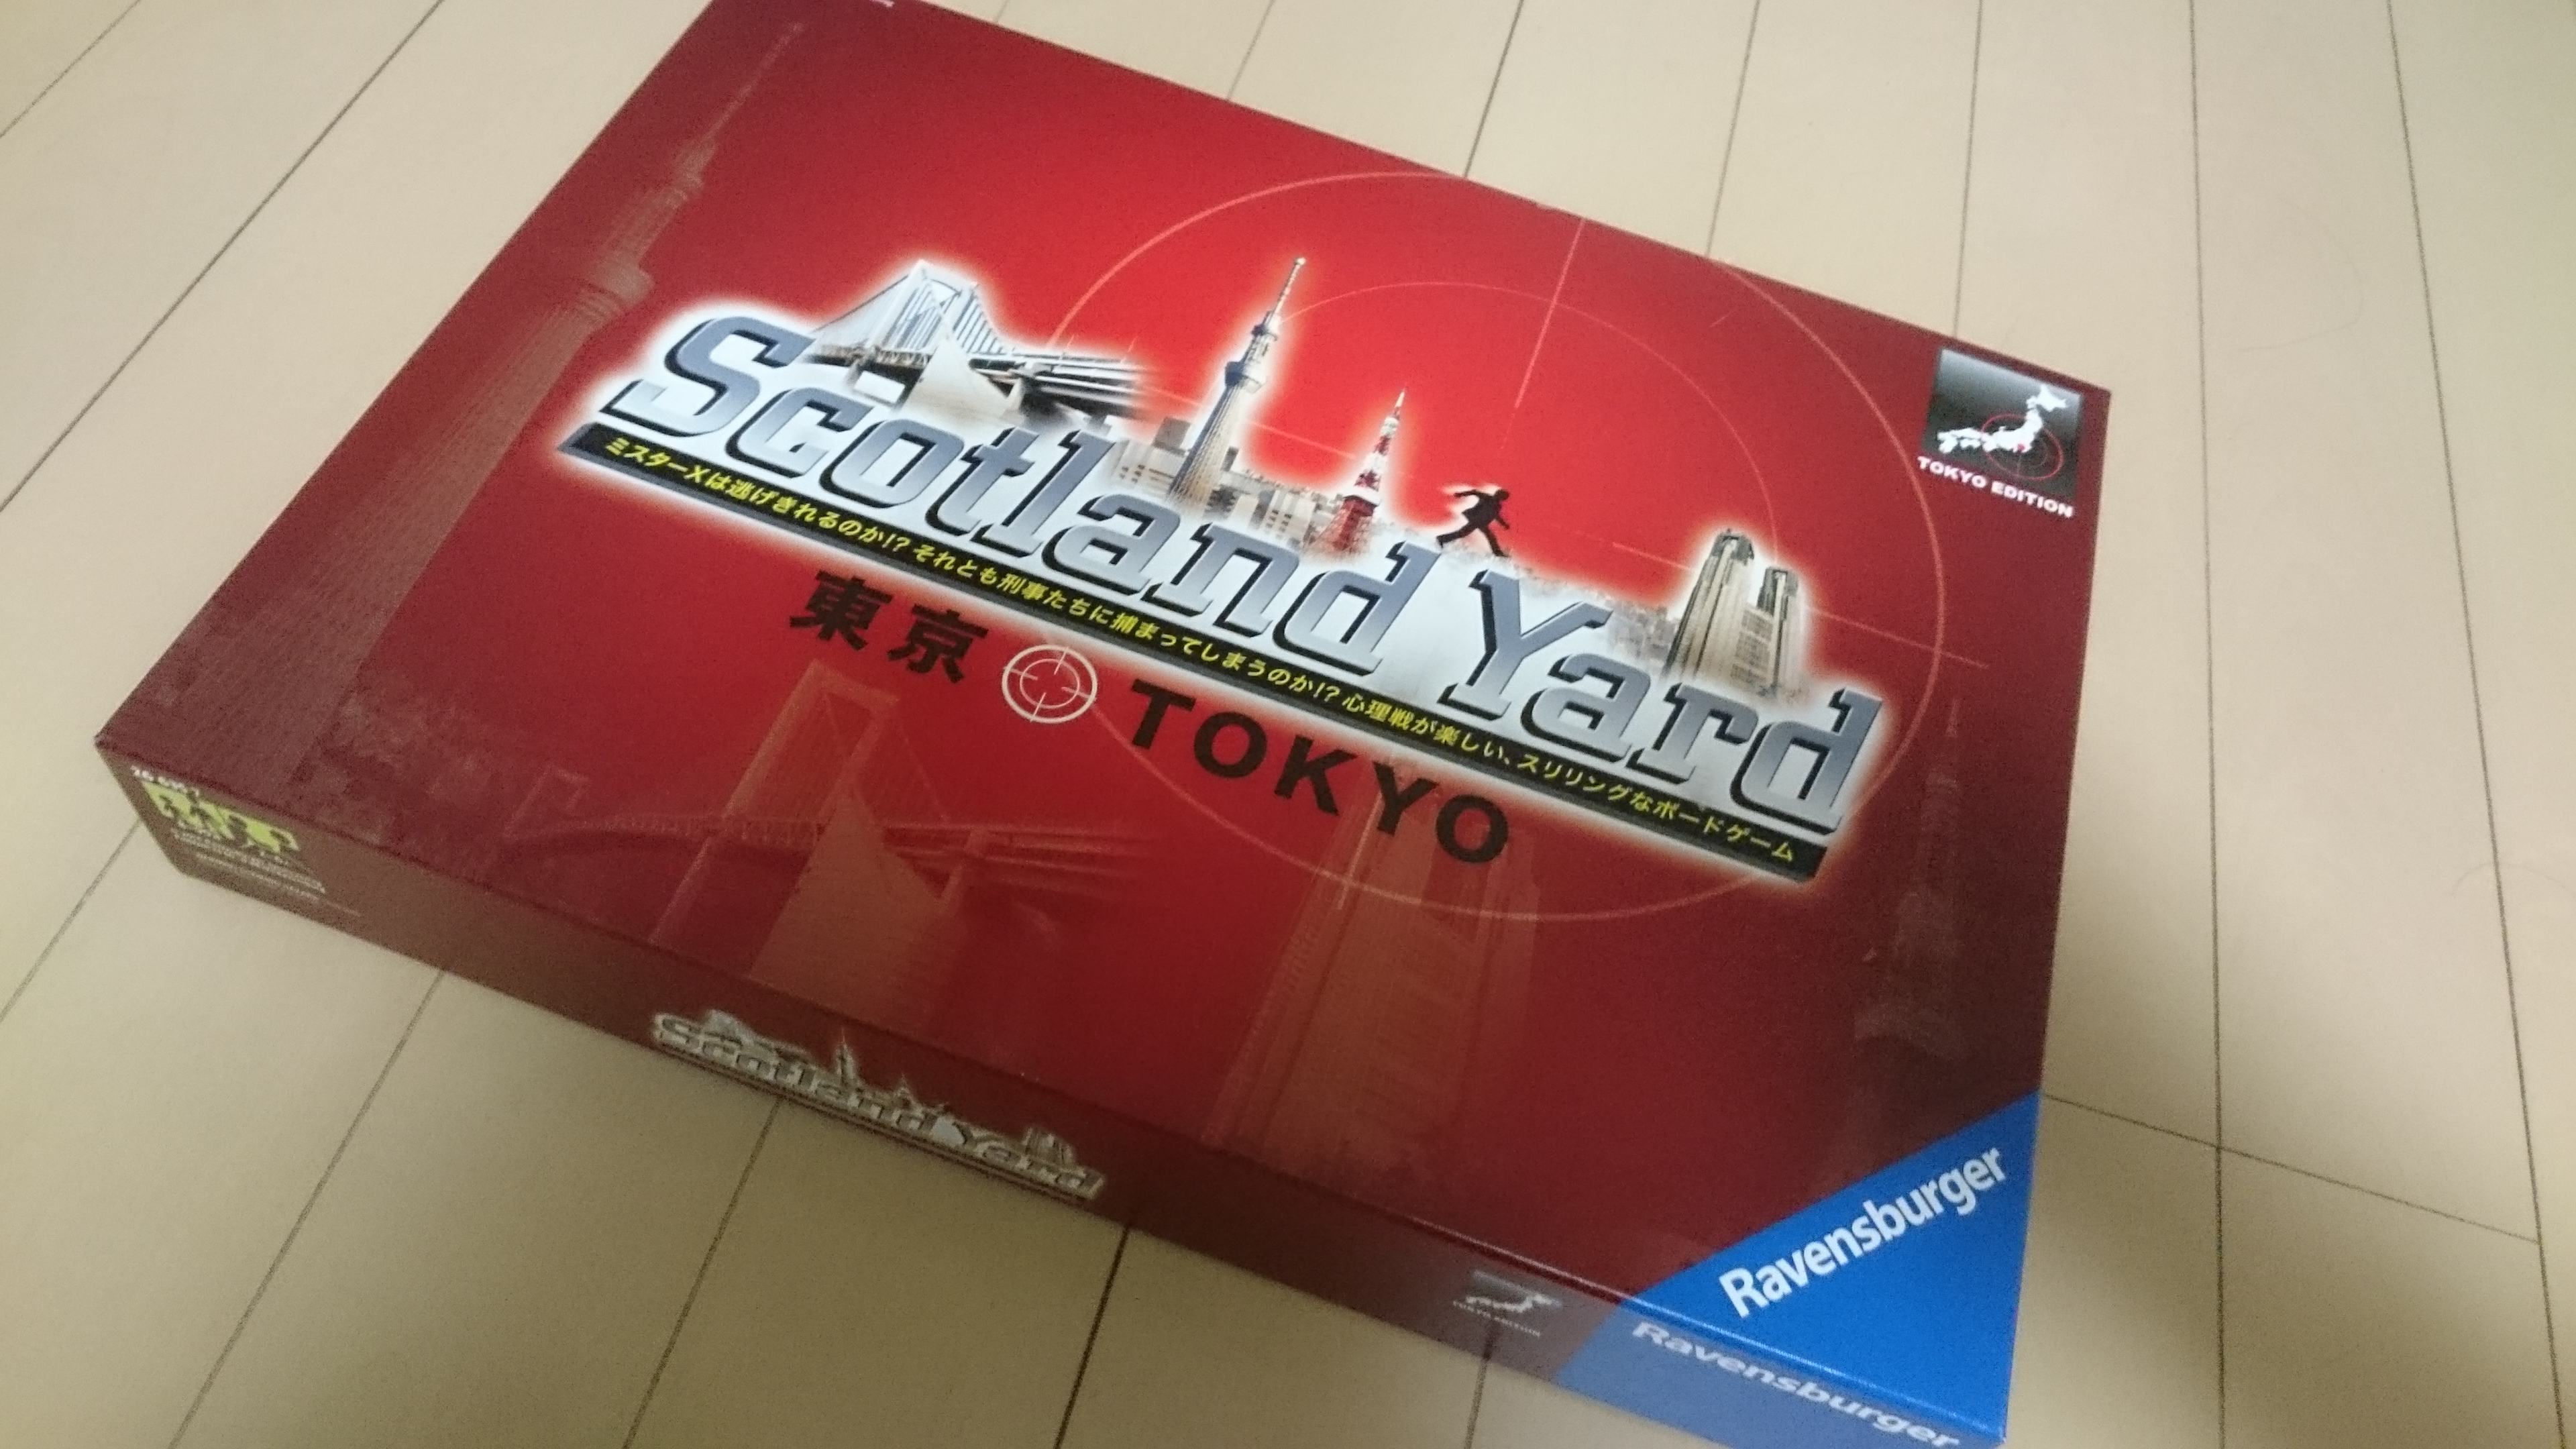 Scotland Yard
ミスターXは逃げきれるのか!? それとも刑事たちに捕まってしまうのか!? 心理戦が楽しい、スリリングなボードゲーム
東京 TOKYO
TOKYO EDITION
Ravensburger
Scotland Yard
TOKYO EDITION
Ravensburger